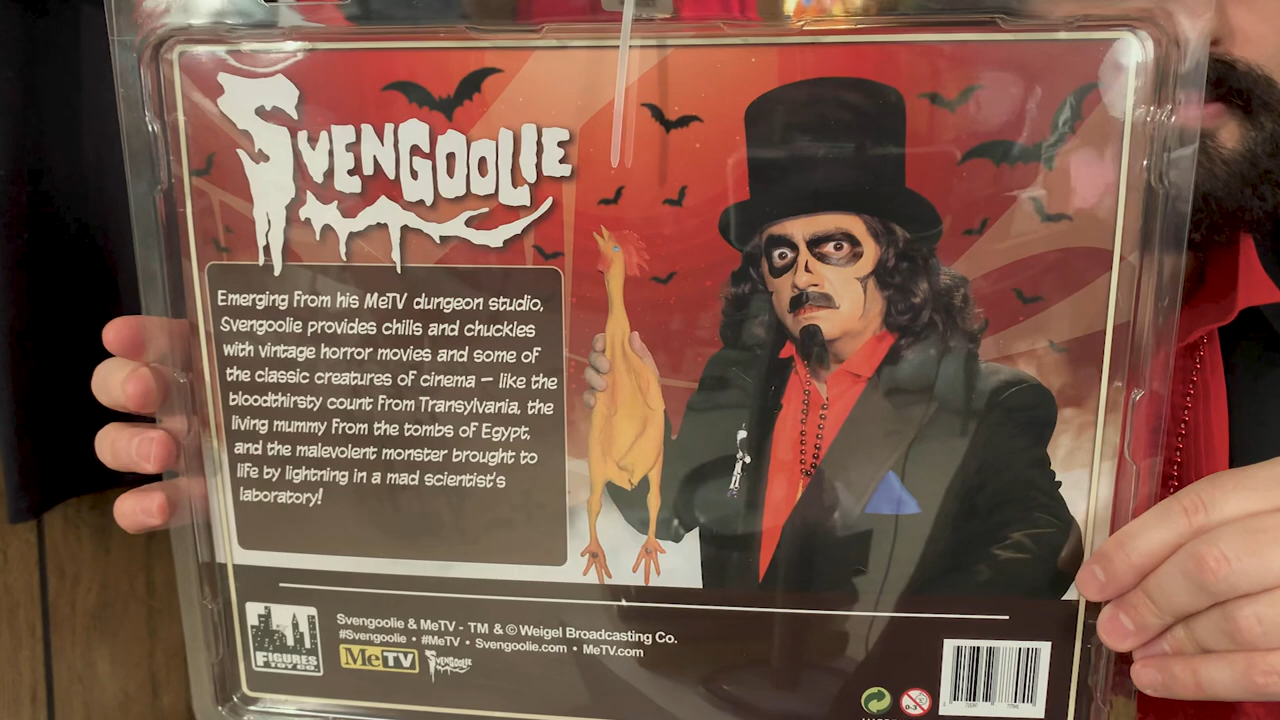 SVENGOOLIE
Emerging from his MeTV dungeon studio,
Svengoolie provides chills and chuckles
with vintage horror movies and some of
the classic creatures of cinema – like the
bloodthirsty count from Transylvania, the
living mummy from the tombs of Egypt,
and the malevolent monster brought to
life by lightning in a mad scientist's
laboratory!
FIGURES
TOY CO.
Svengoolie & MeTV - TM & © Weigel Broadcasting Co.
#Svengoolie • #MeTV • Svengoolie.com • MeTV.com
MeTV
SVENGOOLIE
0-3